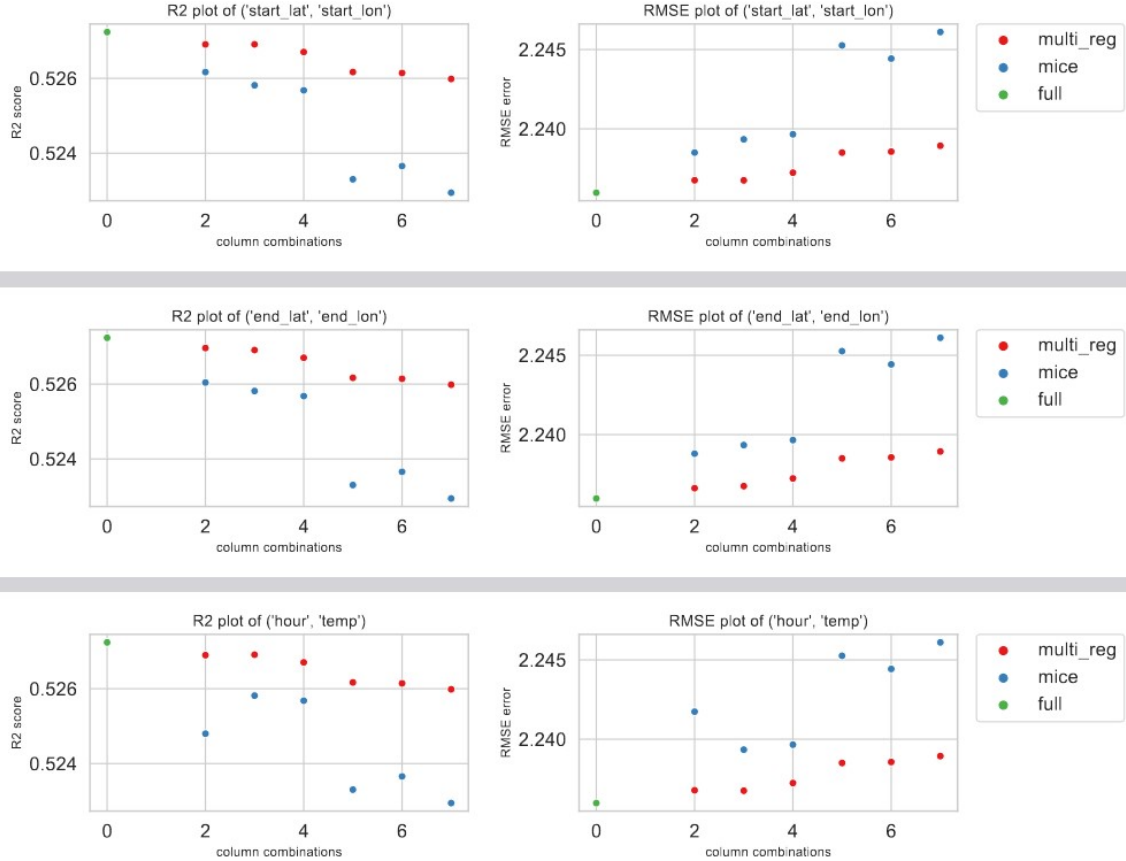 R2 plot of ('start_lat', 'start_lon')
R2 score
0.526
0.524
0 2 4 6
column combinations
RMSE plot of ('start_lat', 'start_lon')
RMSE error
2.245
2.240
0 2 4 6
column combinations
multi_reg
mice
full
R2 plot of ('end_lat', 'end_lon')
R2 score
0.526
0.524
0 2 4 6
column combinations
RMSE plot of ('end_lat', 'end_lon')
RMSE error
2.245
2.240
0 2 4 6
column combinations
multi_reg
mice
full
R2 plot of ('hour', 'temp')
R2 score
0.526
0.524
0 2 4 6
column combinations
RMSE plot of ('hour', 'temp')
RMSE error
2.245
2.240
0 2 4 6
column combinations
multi_reg
mice
full